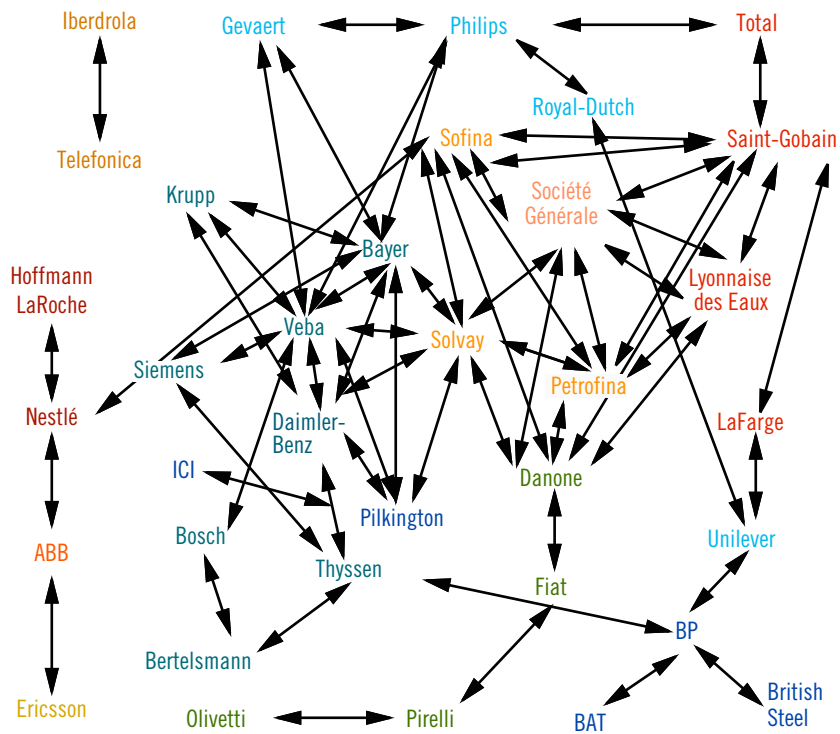 Iberdrola
Gevaert
Philips
Total
Royal-Dutch
Telefonica
Sofina
Saint-Gobain
Krupp
Société
Générale
Bayer
Hoffmann
LaRoche
Lyonnaise
des Eaux
Veba
Solvay
Siemens
Petrofina
Nestlé
Daimler-
Benz
LaFarge
ICI
Danone
Pilkington
Bosch
Unilever
ABB
Thyssen
Fiat
BP
Bertelsmann
Ericsson
Olivetti
Pirelli
BAT
British
Steel